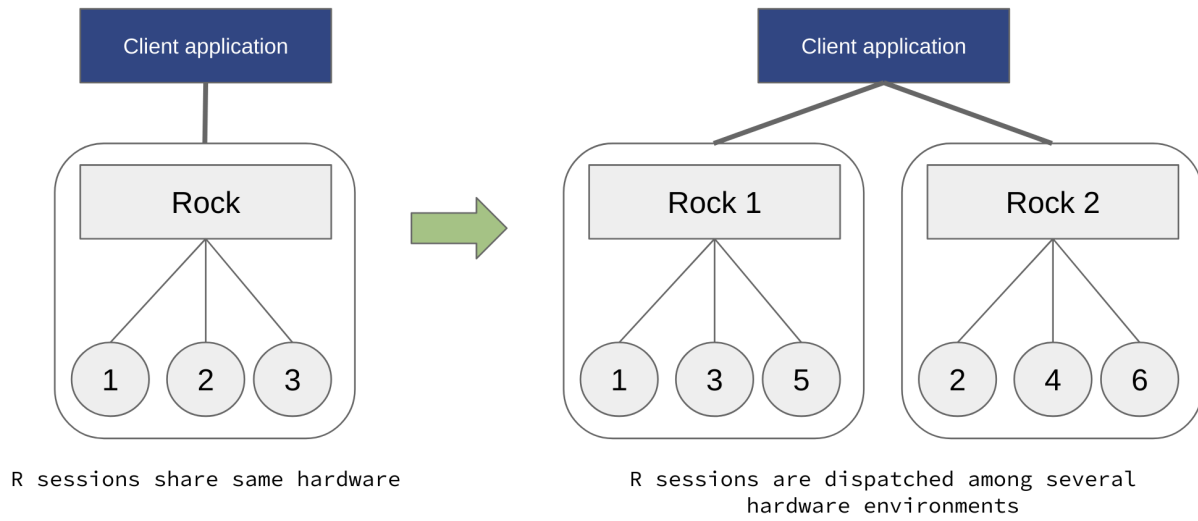 Client application
Rock
1 2 3
R sessions share same hardware
Client application
Rock 1
1 3 5
Rock 2
2 4 6
R sessions are dispatched among several
hardware environments